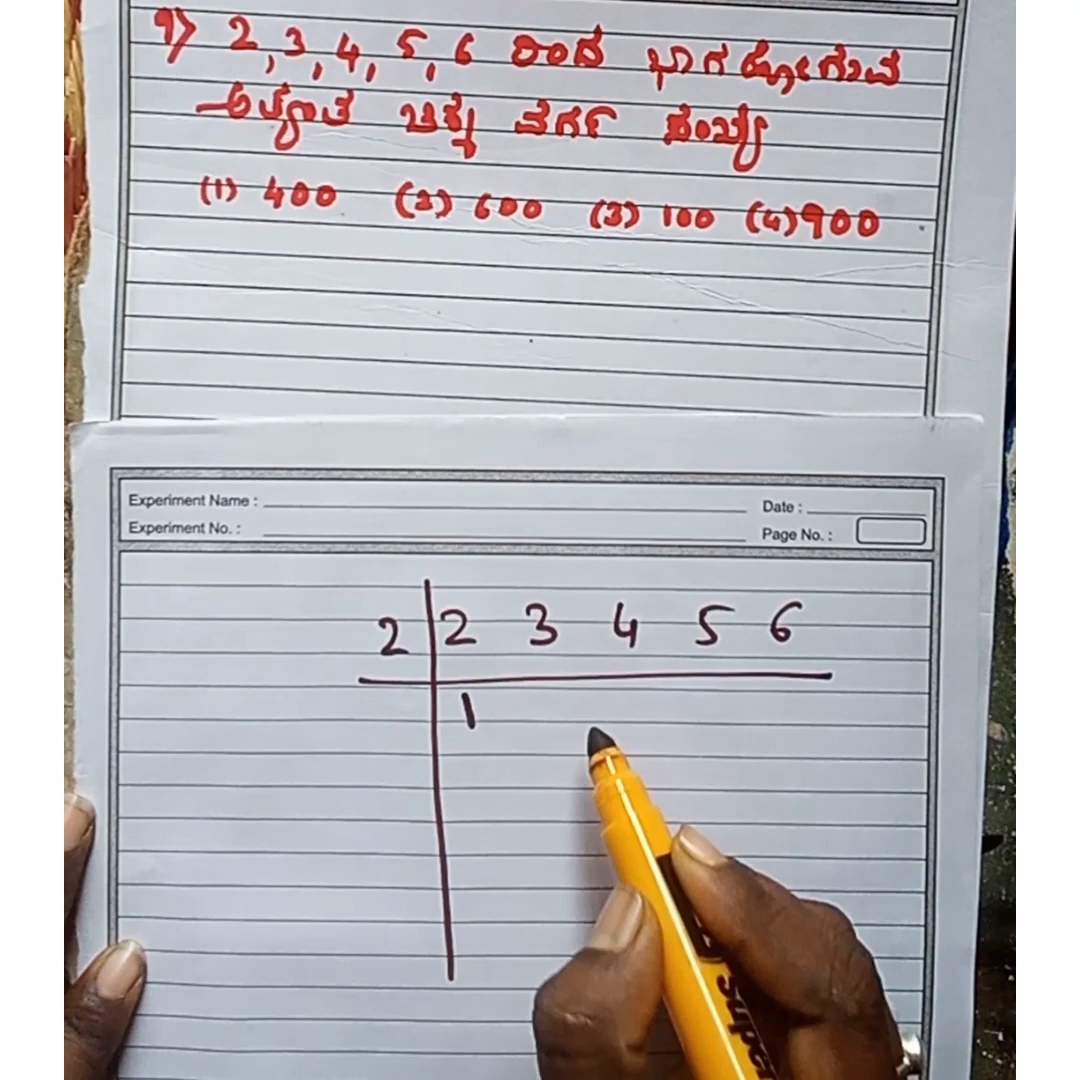 9) 2, 3, 4, 5, 6 ರಿಂದ ಭಾಗ ಹೋಗುವ
ಅತ್ಯಂತ ಚಿಕ್ಕ ವರ್ಗ ಸಂಖ್ಯೆ
(1) 400 (2) 600 (3) 100 (4) 900
Experiment Name :
Date :
Experiment No. :
Page No. :
2 2 3 4 5 6
1